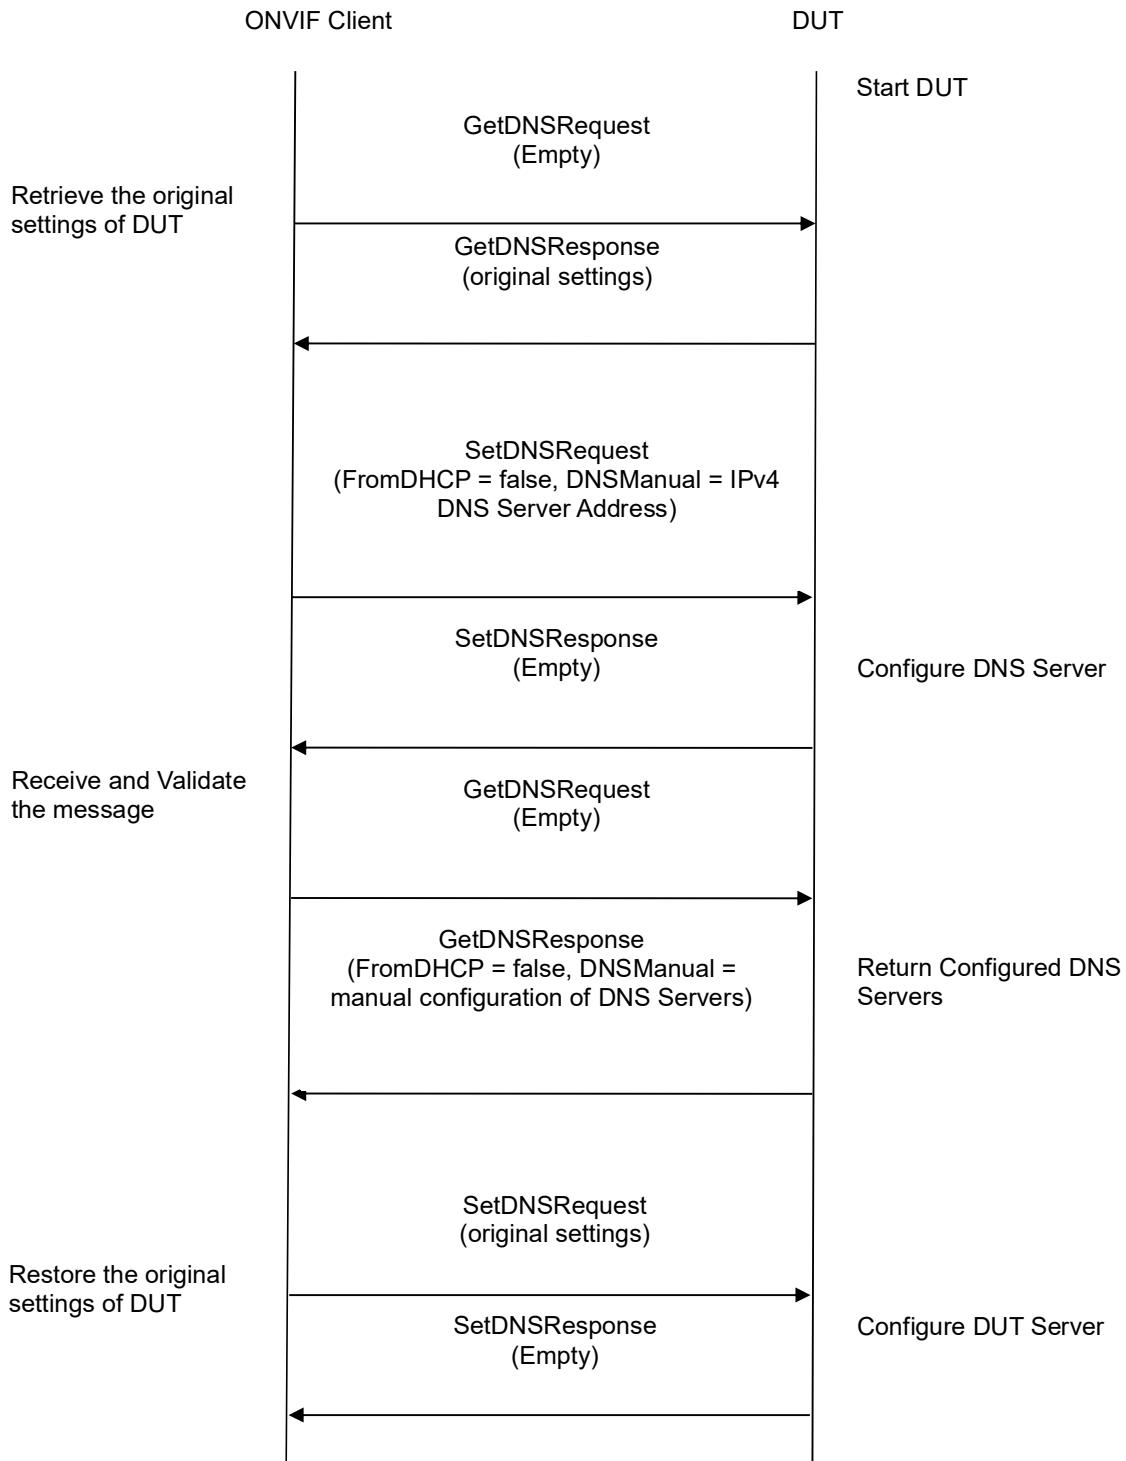 ONVIF Client
DUT
Start DUT
GetDNSRequest
(Empty)
Retrieve the original
settings of DUT
GetDNSResponse
(original settings)
SetDNSRequest
(FromDHCP = false, DNSManual = IPv4
DNS Server Address)
SetDNSResponse
(Empty)
Configure DNS Server
Receive and Validate
the message
GetDNSRequest
(Empty)
GetDNSResponse
(FromDHCP = false, DNSManual =
manual configuration of DNS Servers)
Return Configured DNS
Servers
SetDNSRequest
(original settings)
Restore the original
settings of DUT
SetDNSResponse
(Empty)
Configure DUT Server